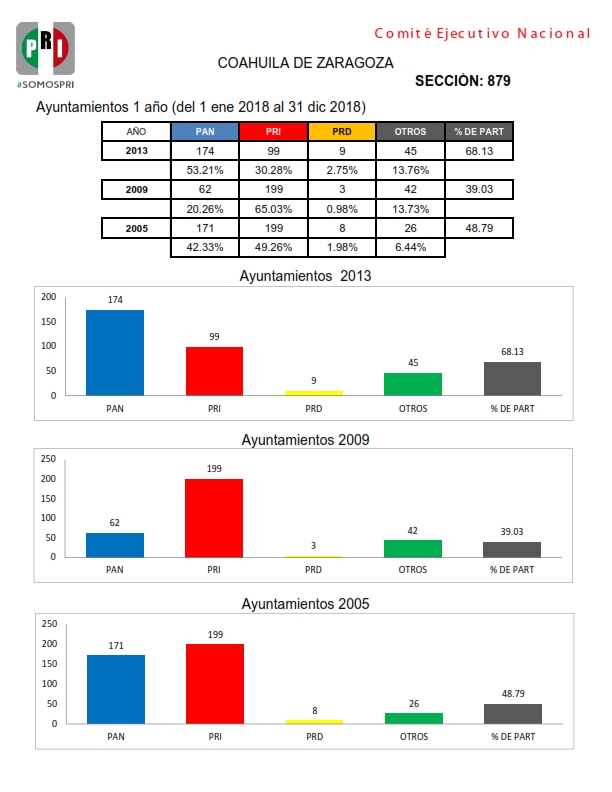 Comité Ejecutivo Nacional
PRI
#SOMOSPRI
COAHUILA DE ZARAGOZA
SECCIÓN: 879
Ayuntamientos 1 año (del 1 ene 2018 al 31 dic 2018)
AÑO PAN PRI PRD OTROS % DE PART
2013 174 99 9 45 68.13
53.21% 30.28% 2.75% 13.76%
2009 62 199 3 42 39.03
20.26% 65.03% 0.98% 13.73%
2005 171 199 8 26 48.79
42.33% 49.26% 1.98% 6.44%
Ayuntamientos 2013
200
150
100
50
0
174
99
9
45
68.13
PAN PRI PRD OTROS % DE PART
Ayuntamientos 2009
250
200
150
100
50
0
62
199
3
42
39.03
PAN PRI PRD OTROS % DE PART
Ayuntamientos 2005
250
200
150
100
50
0
171
199
8
26
48.79
PAN PRI PRD OTROS % DE PART